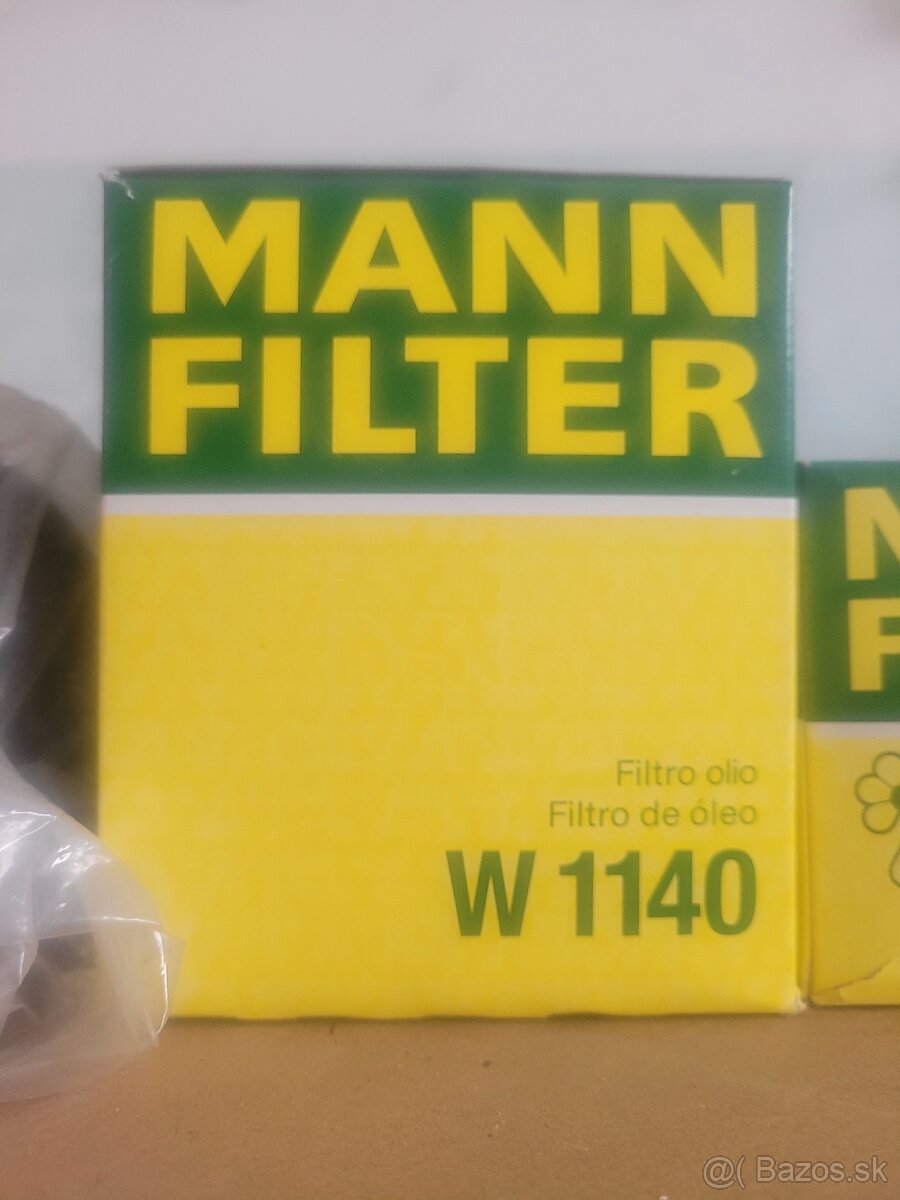 MANN
FILTER
Filtro olio
Filtro de óleo
W 1140
N
F
@( Bazos.sk